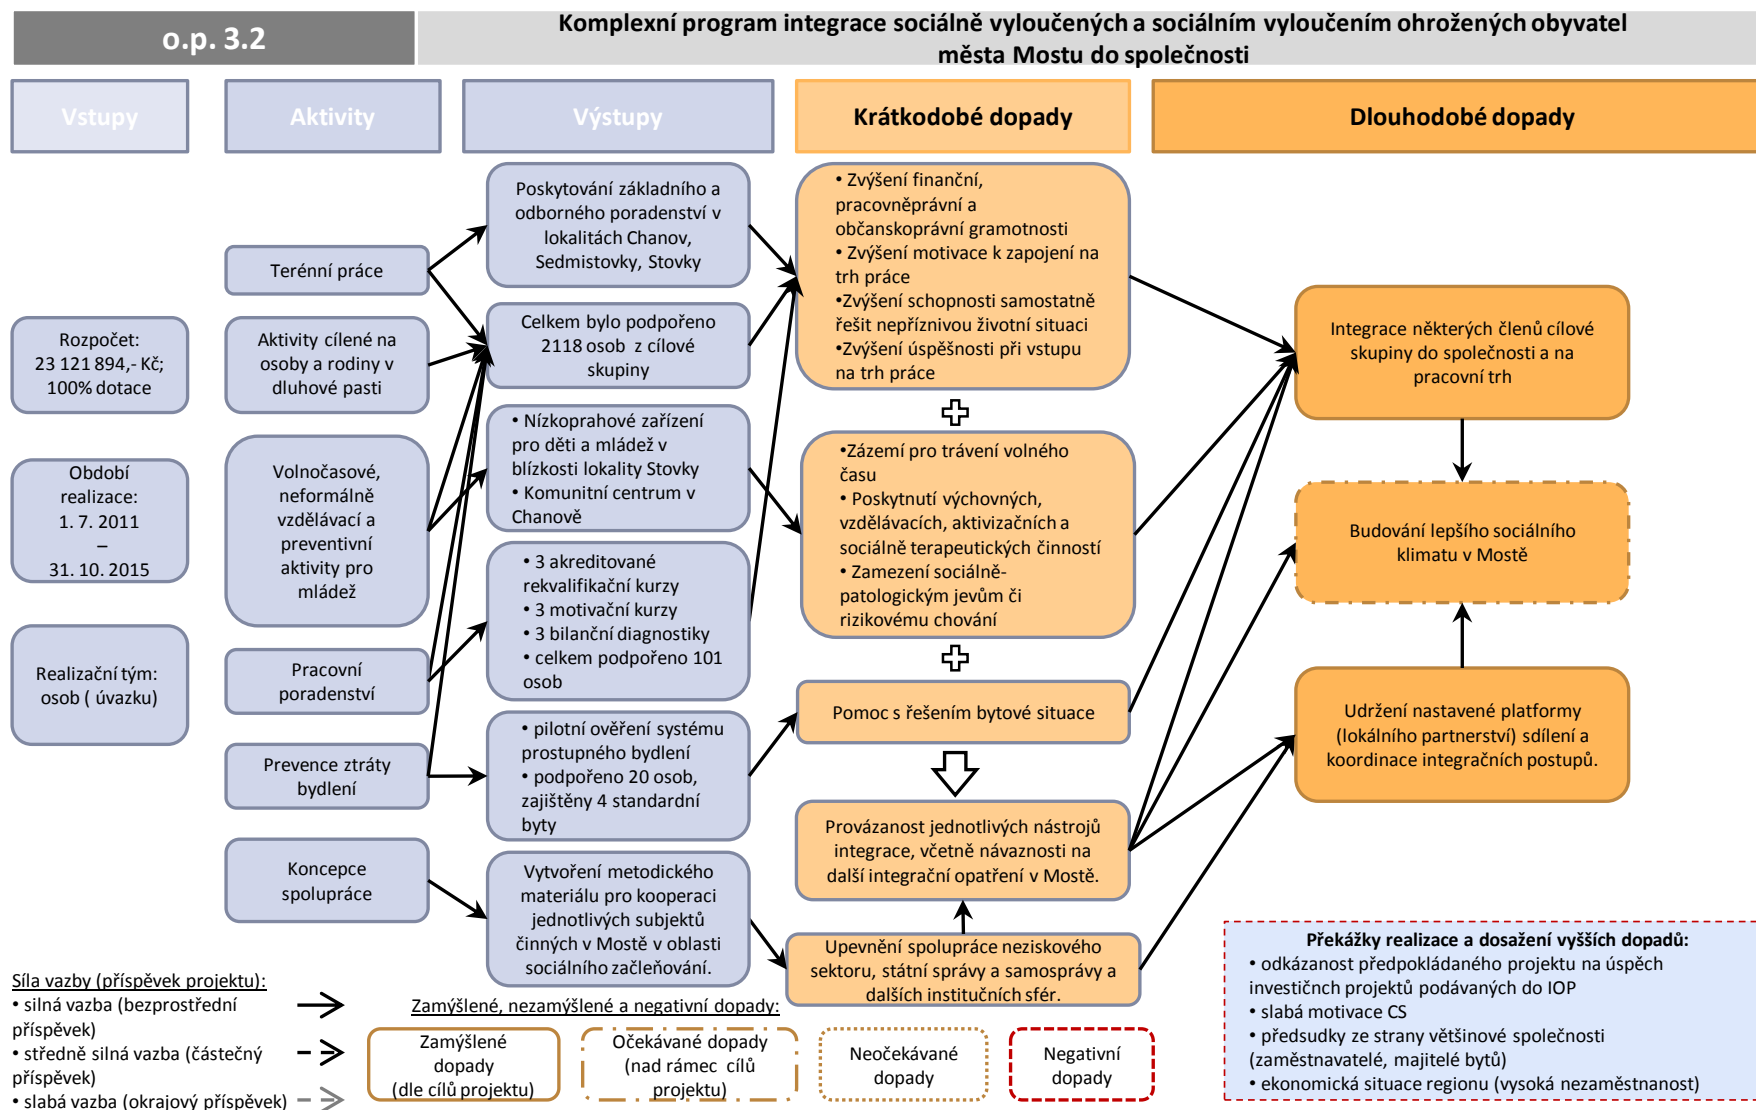 o.p. 3.2
Komplexní program integrace sociálně vyloučených a sociálním vyloučením ohrožených obyvatel
města Mostu do společnosti
Vstupy
Aktivity
Výstupy
Krátkodobé dopady
Dlouhodobé dopady
Rozpočet:
23 121 894,- Kč;
100% dotace
Období
realizace:
1. 7. 2011
–
31. 10. 2015
Realizační tým:
osob ( úvazku)
Terénní práce
Aktivity cílené na
osoby a rodiny v
dluhové pasti
Volnočasové,
neformálně
vzdělávací a
preventivní
aktivity pro
mládež
Pracovní
poradenství
Prevence ztráty
bydlení
Koncepce
spolupráce
Poskytování základního a
odborného poradenství v
lokalitách Chanov,
Sedmistovky, Stovky
Celkem bylo podpořeno
2118 osob z cílové
skupiny
• Nízkoprahové zařízení
pro děti a mládež v
blízkosti lokality Stovky
• Komunitní centrum v
Chanově
• 3 akreditované
rekvalifikační kurzy
• 3 motivační kurzy
• 3 bilanční diagnostiky
• celkem podpořeno 101
osob
• pilotní ověření systému
prostupného bydlení
• podpořeno 20 osob,
zajištěny 4 standardní
byty
Vytvoření metodického
materiálu pro kooperaci
jednotlivých subjektů
činných v Mostě v oblasti
sociálního začleňování.
• Zvýšení finanční,
pracovněprávní a
občanskoprávní gramotnosti
• Zvýšení motivace k zapojení na
trh práce
•Zvýšení schopnosti samostatně
řešit nepříznivou životní situaci
•Zvýšení úspěšnosti při vstupu
na trh práce
•Zázemí pro trávení volného
času
• Poskytnutí výchovných,
vzdělávacích, aktivizačních a
sociálně terapeutických činností
• Zamezení sociálně-
patologickým jevům či
rizikovému chování
Pomoc s řešením bytové situace
Provázanost jednotlivých nástrojů
integrace, včetně návaznosti na
další integrační opatření v Mostě.
Upevnění spolupráce neziskového
sektoru, státní správy a samosprávy a
dalších institučních sfér.
Integrace některých členů cílové
skupiny do společnosti a na
pracovní trh
Budování lepšího sociálního
klimatu v Mostě
Udržení nastavené platformy
(lokálního partnerství) sdílení a
koordinace integračních postupů.
Síla vazby (příspěvek projektu):
• silná vazba (bezprostřední
příspěvek)
• středně silná vazba (částečný
příspěvek)
• slabá vazba (okrajový příspěvek)
Zamýšlené, nezamýšlené a negativní dopady:
Zamýšlené
dopady
(dle cílů projektu)
Očekávané dopady
(nad rámec cílů
projektu)
Neočekávané
dopady
Negativní
dopady
Překážky realizace a dosažení vyšších dopadů:
• odkázanost předpokládaného projektu na úspěch
investičnch projektů podávaných do IOP
• slabá motivace CS
• předsudky ze strany většinové společnosti
(zaměstnavatelé, majitelé bytů)
• ekonomická situace regionu (vysoká nezaměstnanost)